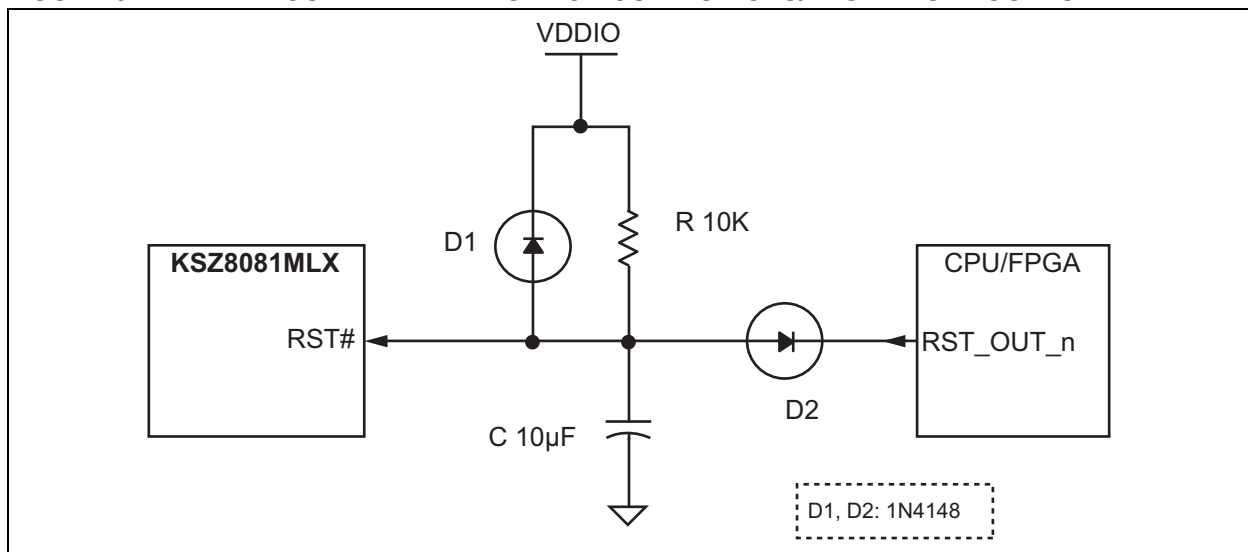 VDDIO
D1
R 10K
KSZ8081MLX
CPU/FPGA
RST#
RST_OUT_n
D2
C 10µF
D1, D2: 1N4148